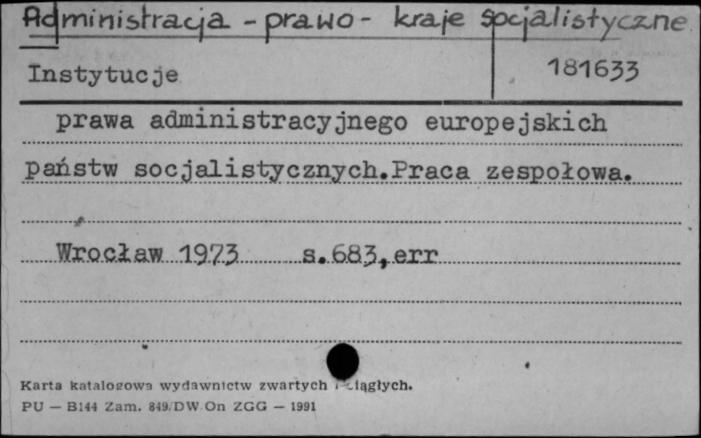 Administracja - prawo - kraje socjalistyczne
Instytucje
181633
prawa administracyjnego europejskich
państw socjalistycznych.Praca zespołowa.
Wrocław 1973 s.683,err
Karta katalogowa wydawnictw zwartych i ciągłych.
PU — B144 Zam. 849/DW On ZGG — 1991